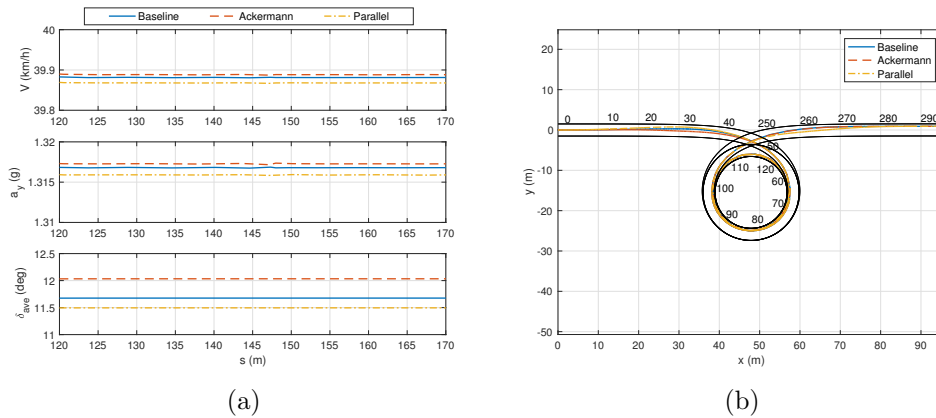 Baseline Ackermann Parallel
40
39.9
39.8
V (km/h)
120 125 130 135 140 145 150 155 160 165 170
1.32
1.315
1.31
a_y (g)
120 125 130 135 140 145 150 155 160 165 170
12.5
12
11.5
11
δ_ave (deg)
120 125 130 135 140 145 150 155 160 165 170
s (m)
(a)
20
10
0
-10
-20
-30
-40
-50
y (m)
Baseline
Ackermann
Parallel
0 10 20 30 40 250 260 270 280 290
50
110 120
100 60
70
90 80
0 10 20 30 40 50 60 70 80 90
x (m)
(b)